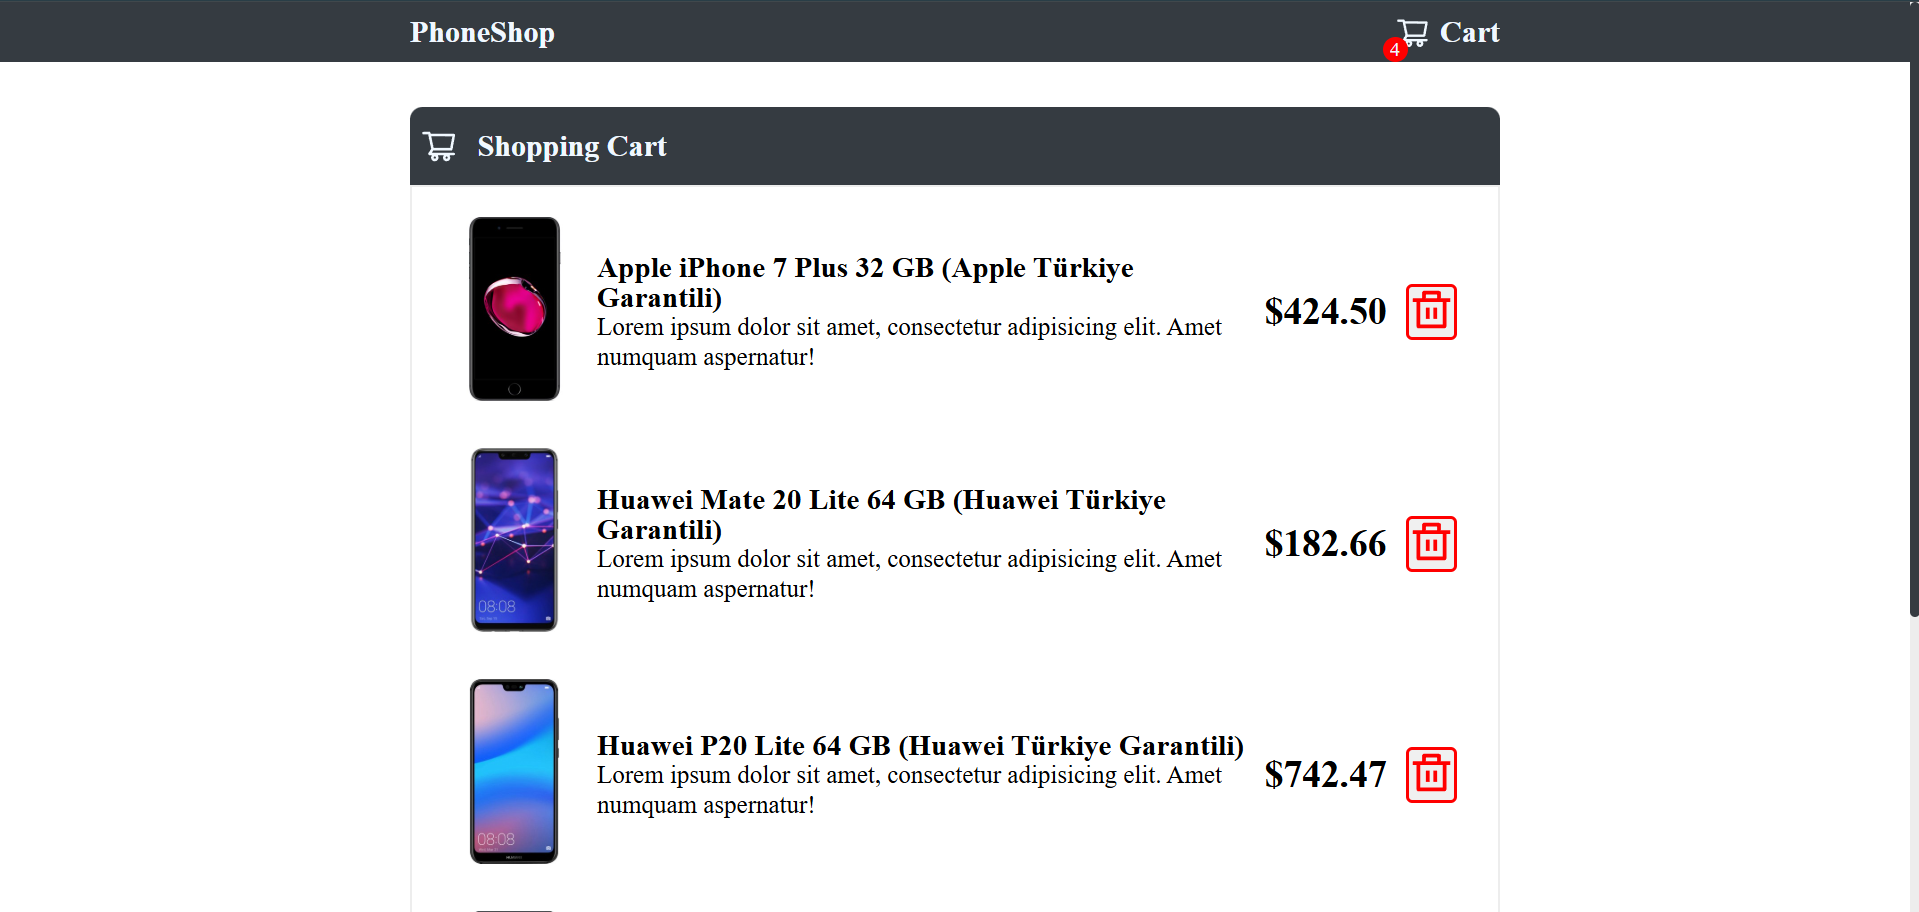 PhoneShop
4 Cart
Shopping Cart
Apple iPhone 7 Plus 32 GB (Apple Türkiye
Garantili)
Lorem ipsum dolor sit amet, consectetur adipisicing elit. Amet
numquam aspernatur!
$424.50
Huawei Mate 20 Lite 64 GB (Huawei Türkiye
Garantili)
Lorem ipsum dolor sit amet, consectetur adipisicing elit. Amet
numquam aspernatur!
$182.66
08:08
Huawei P20 Lite 64 GB (Huawei Türkiye Garantili)
Lorem ipsum dolor sit amet, consectetur adipisicing elit. Amet
numquam aspernatur!
$742.47
08:08